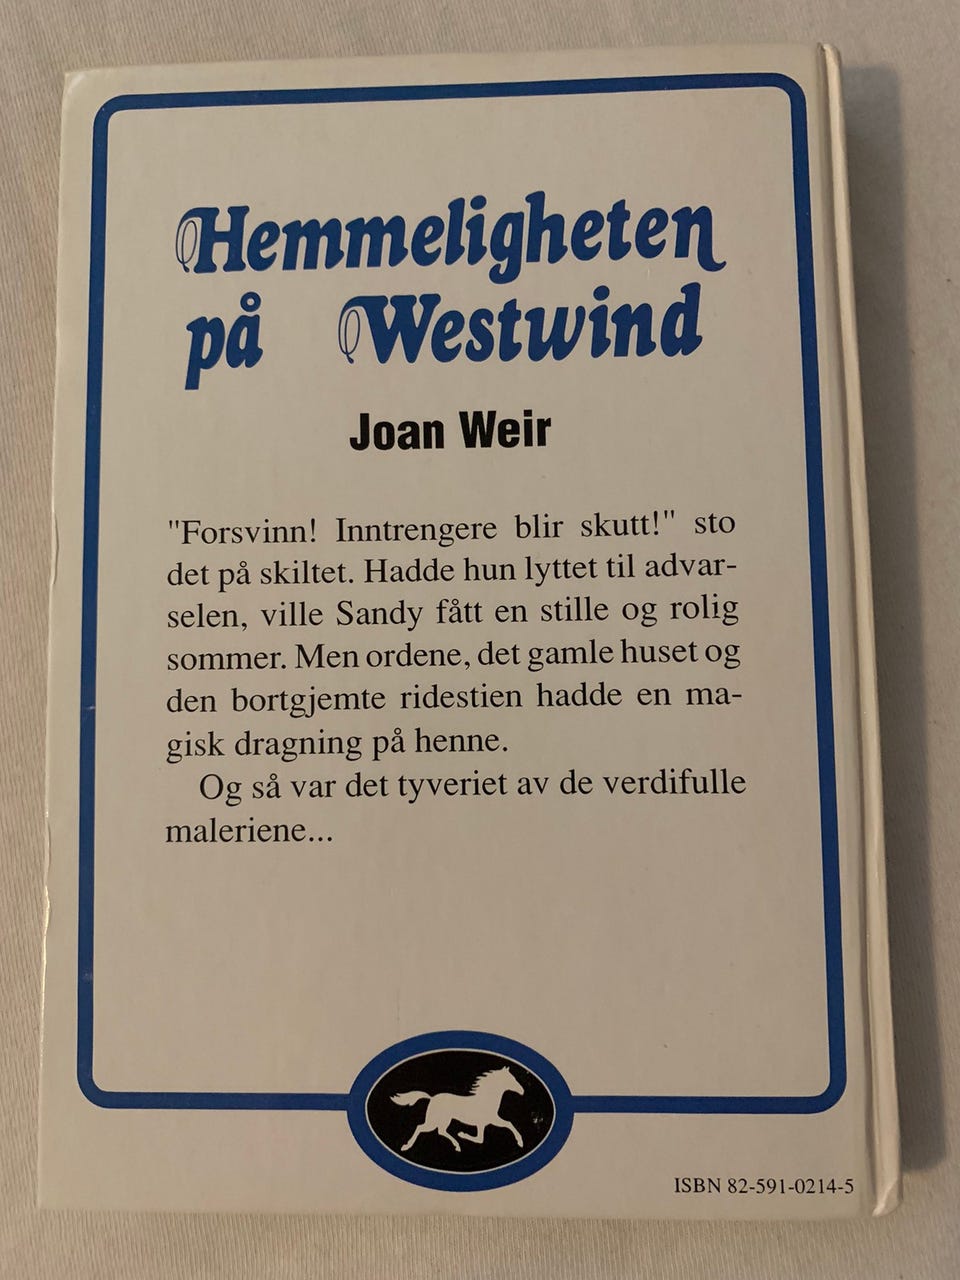 Hemmeligheten
på Westwind
Joan Weir
"Forsvinn! Inntrengere blir skutt!" sto
det på skiltet. Hadde hun lyttet til advar-
selen, ville Sandy fått en stille og rolig
sommer. Men ordene, det gamle huset og
den bortgjemte ridestien hadde en ma-
gisk dragning på henne.
Og så var det tyveriet av de verdifulle
maleriene...
ISBN 82-591-0214-5